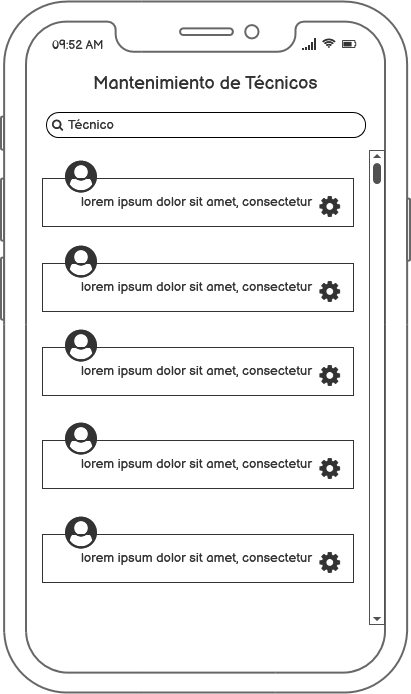 09:52 AM
Mantenimiento de Técnicos
Técnico
lorem ipsum dolor sit amet, consectetur
lorem ipsum dolor sit amet, consectetur
lorem ipsum dolor sit amet, consectetur
lorem ipsum dolor sit amet, consectetur
lorem ipsum dolor sit amet, consectetur